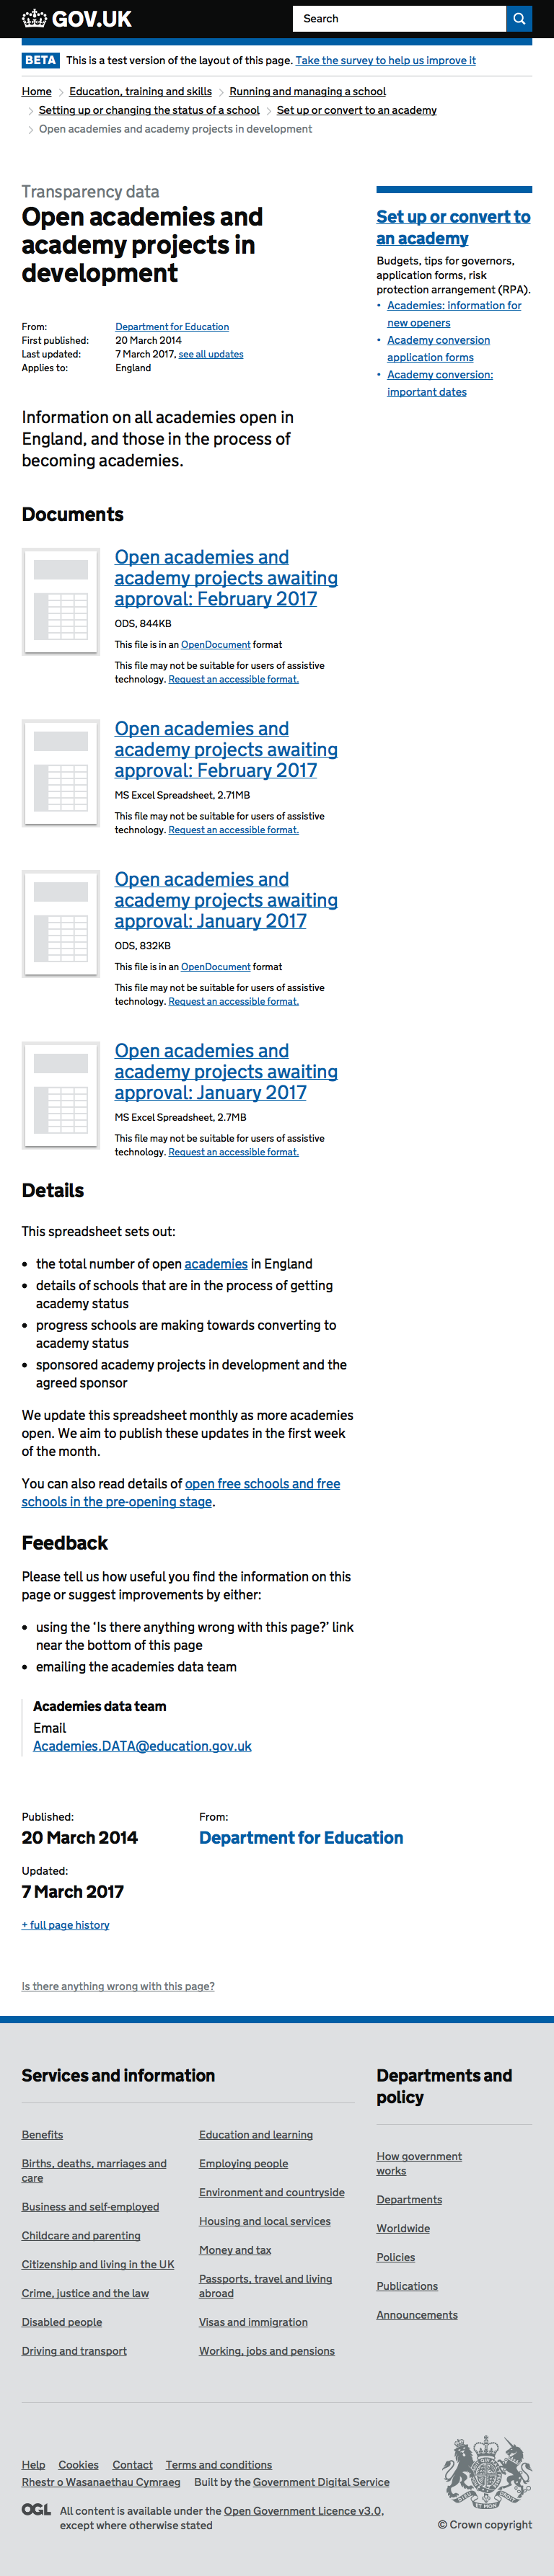 GOV.UK
Search
BETA This is a test version of the layout of this page. Take the survey to help us improve it
Home > Education, training and skills > Running and managing a school
> Setting up or changing the status of a school > Set up or convert to an academy
> Open academies and academy projects in development
Transparency data
Open academies and
academy projects in
development
From: Department for Education
First published: 20 March 2014
Last updated: 7 March 2017, see all updates
Applies to: England
Set up or convert to
an academy
Budgets, tips for governors,
application forms, risk
protection arrangement (RPA).
• Academies: information for
new openers
• Academy conversion
application forms
• Academy conversion:
important dates
Information on all academies open in
England, and those in the process of
becoming academies.
Documents
Open academies and
academy projects awaiting
approval: February 2017
ODS, 844KB
This file is in an OpenDocument format
This file may not be suitable for users of assistive
technology. Request an accessible format.
Open academies and
academy projects awaiting
approval: February 2017
MS Excel Spreadsheet, 2.71MB
This file may not be suitable for users of assistive
technology. Request an accessible format.
Open academies and
academy projects awaiting
approval: January 2017
ODS, 832KB
This file is in an OpenDocument format
This file may not be suitable for users of assistive
technology. Request an accessible format.
Open academies and
academy projects awaiting
approval: January 2017
MS Excel Spreadsheet, 2.7MB
This file may not be suitable for users of assistive
technology. Request an accessible format.
Details
This spreadsheet sets out:
• the total number of open academies in England
• details of schools that are in the process of getting
academy status
• progress schools are making towards converting to
academy status
• sponsored academy projects in development and the
agreed sponsor
We update this spreadsheet monthly as more academies
open. We aim to publish these updates in the first week
of the month.
You can also read details of open free schools and free
schools in the pre-opening stage.
Feedback
Please tell us how useful you find the information on this
page or suggest improvements by either:
• using the ‘Is there anything wrong with this page?’ link
near the bottom of this page
• emailing the academies data team
Academies data team
Email
Academies.DATA@education.gov.uk
Published:
20 March 2014
From:
Department for Education
Updated:
7 March 2017
+ full page history
Is there anything wrong with this page?
Services and information
Benefits
Births, deaths, marriages and
care
Business and self-employed
Childcare and parenting
Citizenship and living in the UK
Crime, justice and the law
Disabled people
Driving and transport
Education and learning
Employing people
Environment and countryside
Housing and local services
Money and tax
Passports, travel and living
abroad
Visas and immigration
Working, jobs and pensions
Departments and
policy
How government
works
Departments
Worldwide
Policies
Publications
Announcements
Help Cookies Contact Terms and conditions
Rhestr o Wasanaethau Cymraeg Built by the Government Digital Service
OGL All content is available under the Open Government Licence v3.0,
except where otherwise stated
© Crown copyright